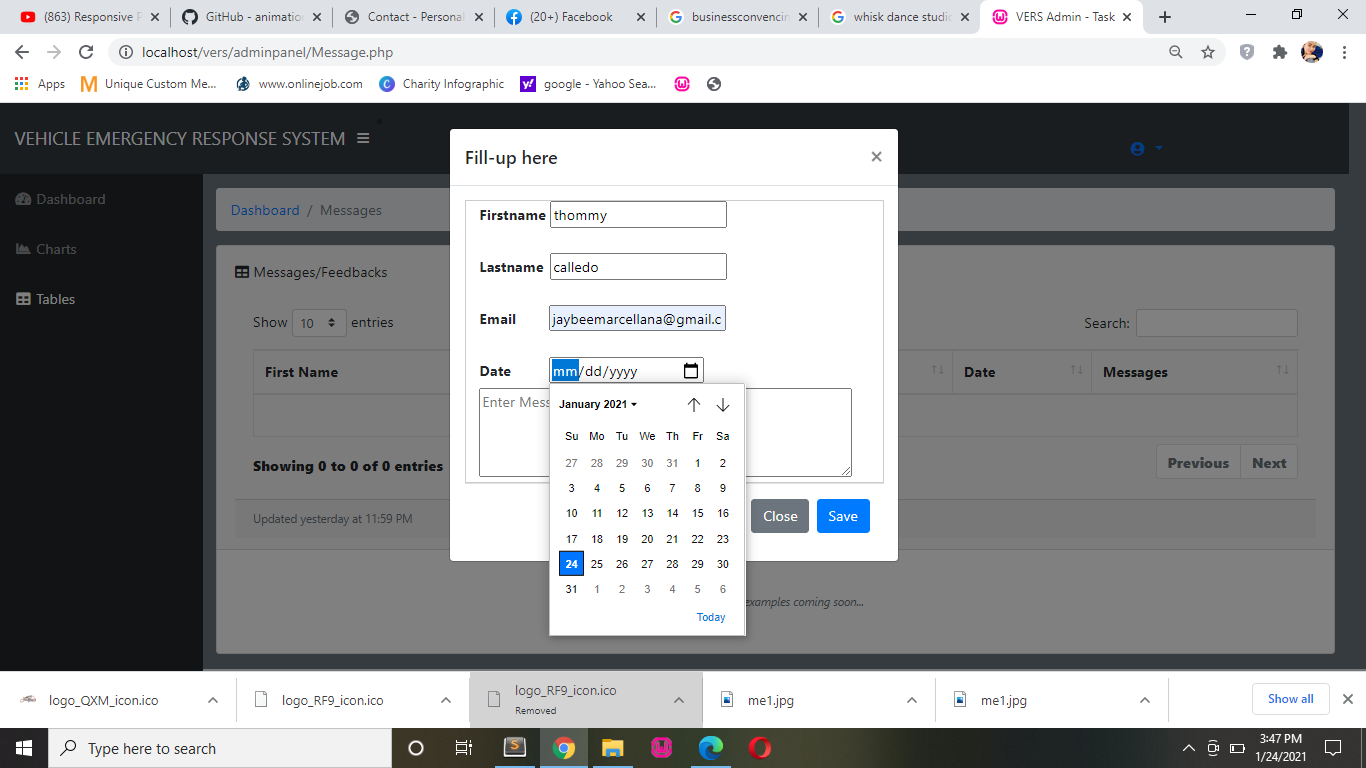 (863) Responsive P
GitHub - animatio
Contact - Personal
(20+) Facebook
businessconvencin
whisk dance studio
VERS Admin - Task
localhost/vers/adminpanel/Message.php
Apps
Unique Custom Me...
www.onlinejob.com
Charity Infographic
google - Yahoo Sea...
VEHICLE EMERGENCY RESPONSE SYSTEM
Dashboard
Charts
Tables
Dashboard / Messages
Messages/Feedbacks
Show 10 entries
Search:
First Name
Date
Messages
Showing 0 to 0 of 0 entries
Previous
Next
Updated yesterday at 11:59 PM
examples coming soon...
Fill-up here
×
Firstname thommy
Lastname calledo
Email jaybeemarcellana@gmail.c
Date mm/dd/yyyy
Enter Mess
January 2021
Su Mo Tu We Th Fr Sa
27 28 29 30 31 1 2
3 4 5 6 7 8 9
10 11 12 13 14 15 16
17 18 19 20 21 22 23
24 25 26 27 28 29 30
31 1 2 3 4 5 6
Today
Close
Save
logo_QXM_icon.ico
logo_RF9_icon.ico
logo_RF9_icon.ico
Removed
me1.jpg
me1.jpg
Show all
Type here to search
3:47 PM
1/24/2021